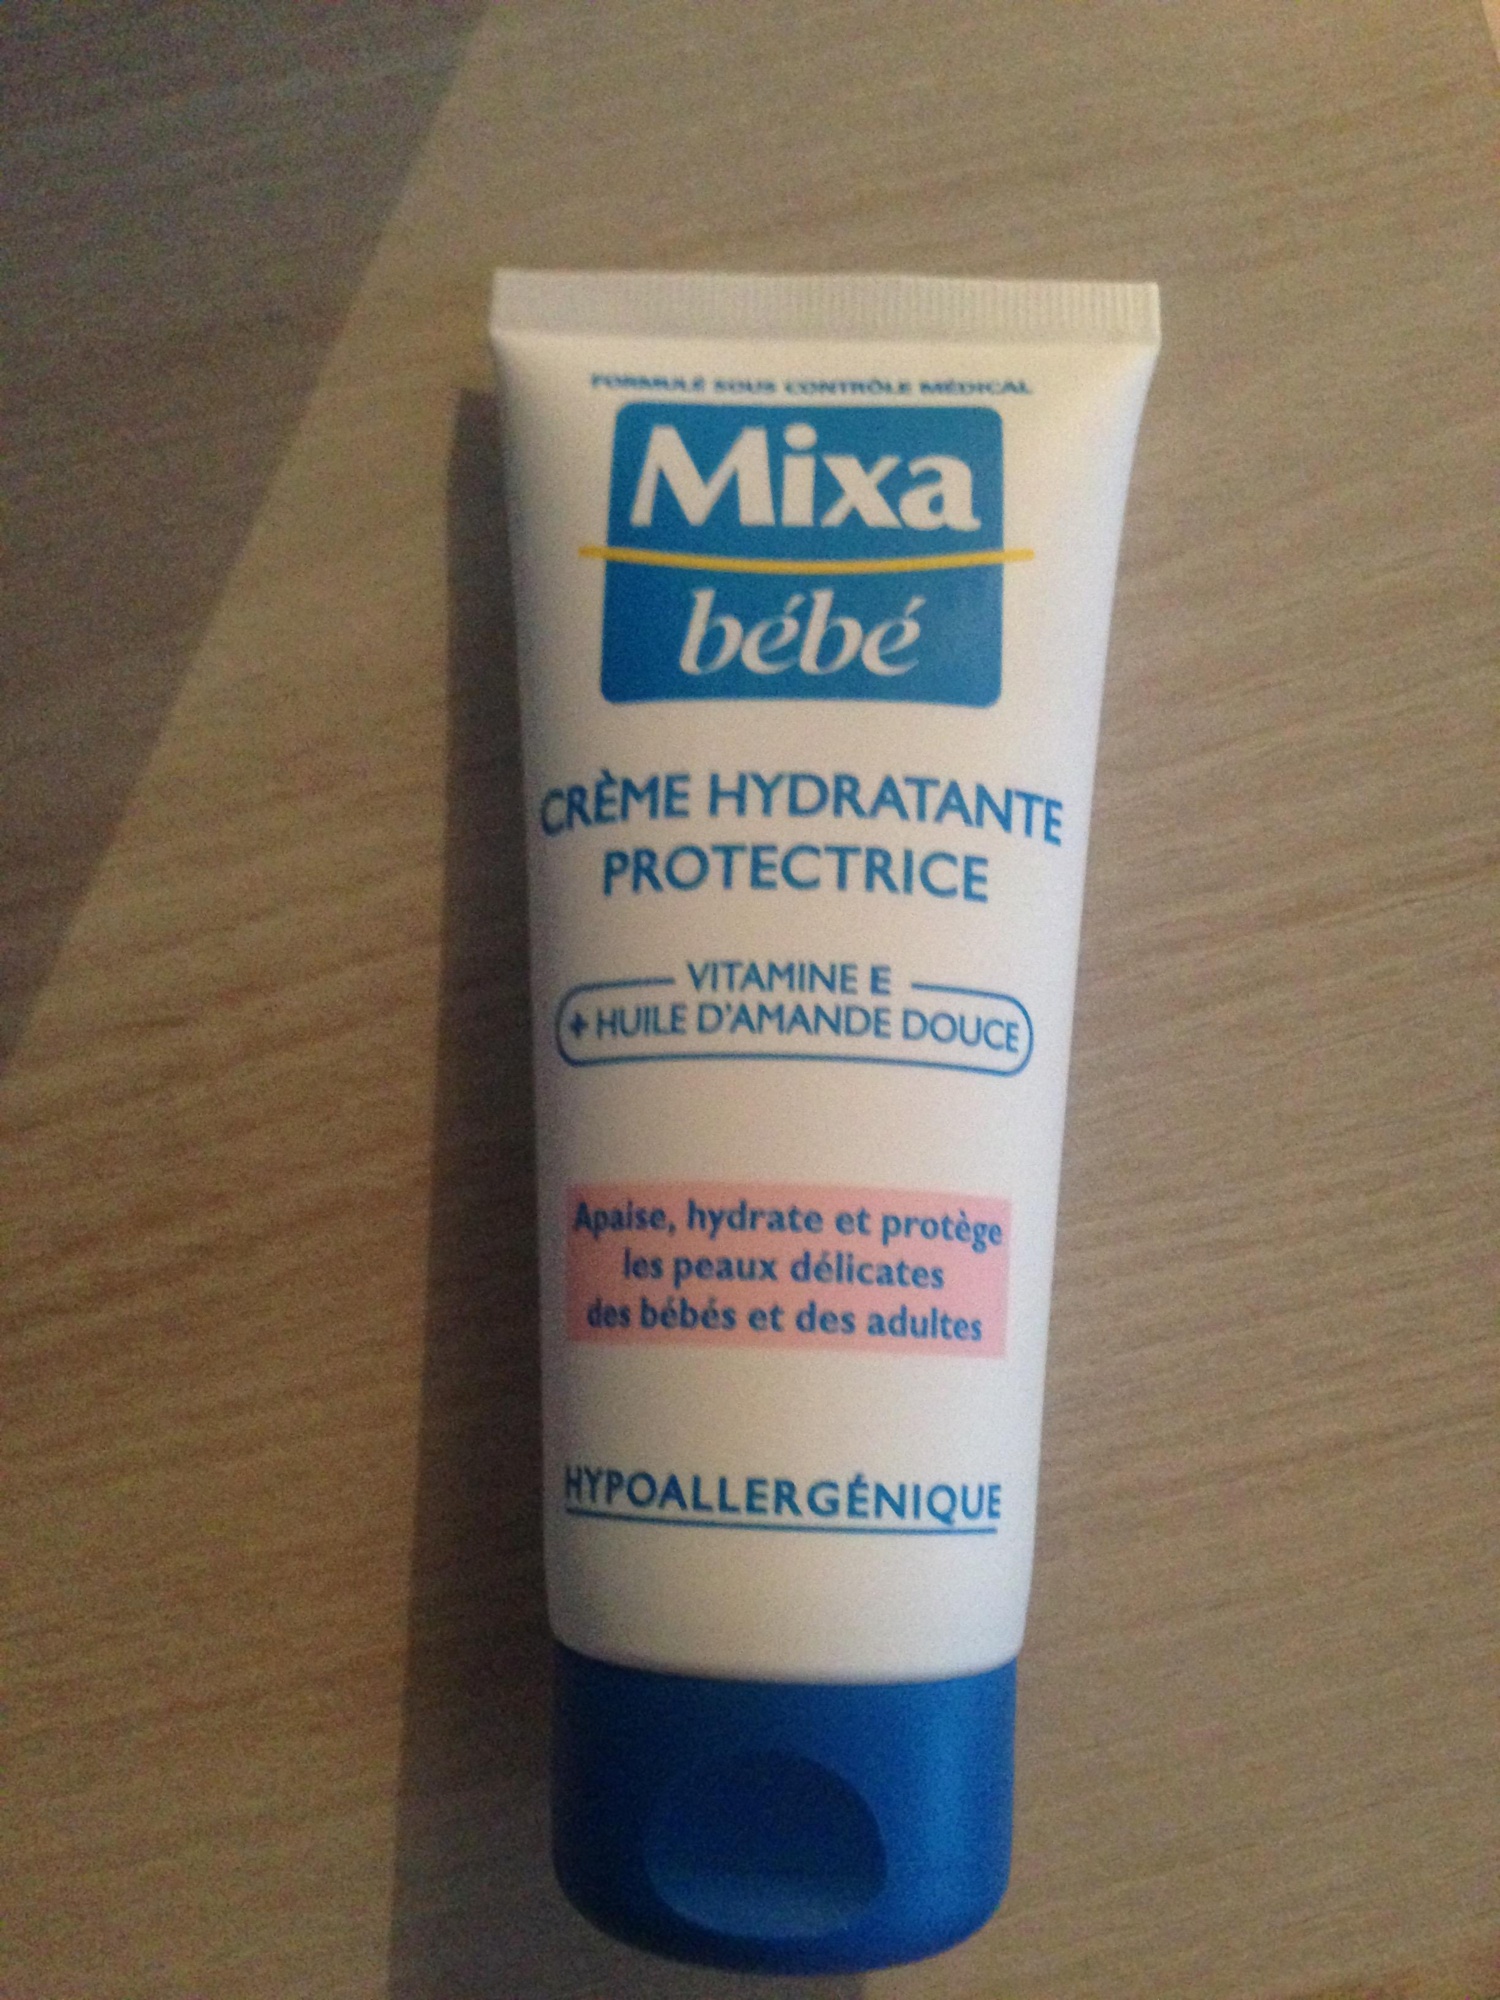 FORMULÉ SOUS CONTRÔLE MÉDICAL
Mixa
bébé
CRÈME HYDRATANTE
PROTECTRICE
VITAMINE E
+ HUILE D'AMANDE DOUCE
Apaise, hydrate et protège
les peaux délicates
des bébés et des adultes
HYPOALLERGÉNIQUE